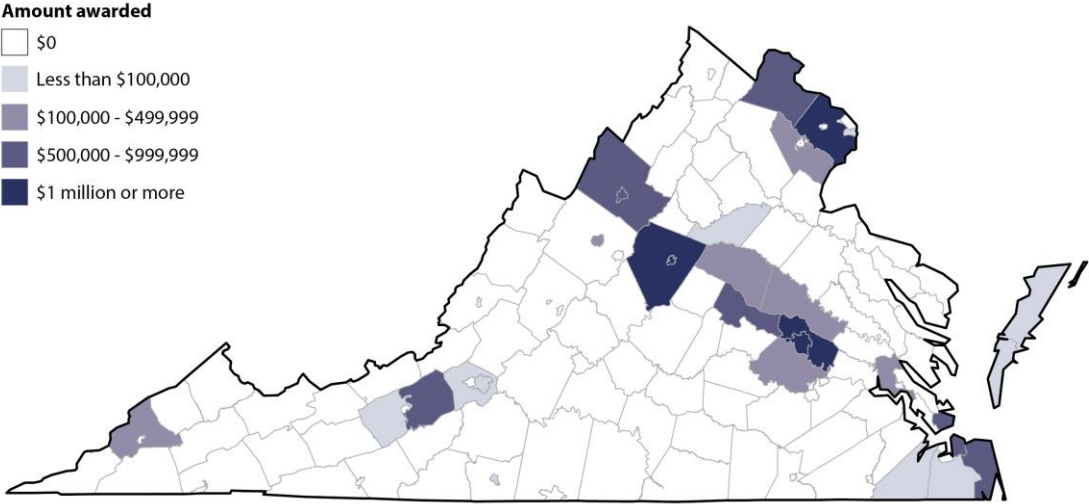 Amount awarded
$0
Less than $100,000
$100,000 - $499,999
$500,000 - $999,999
$1 million or more